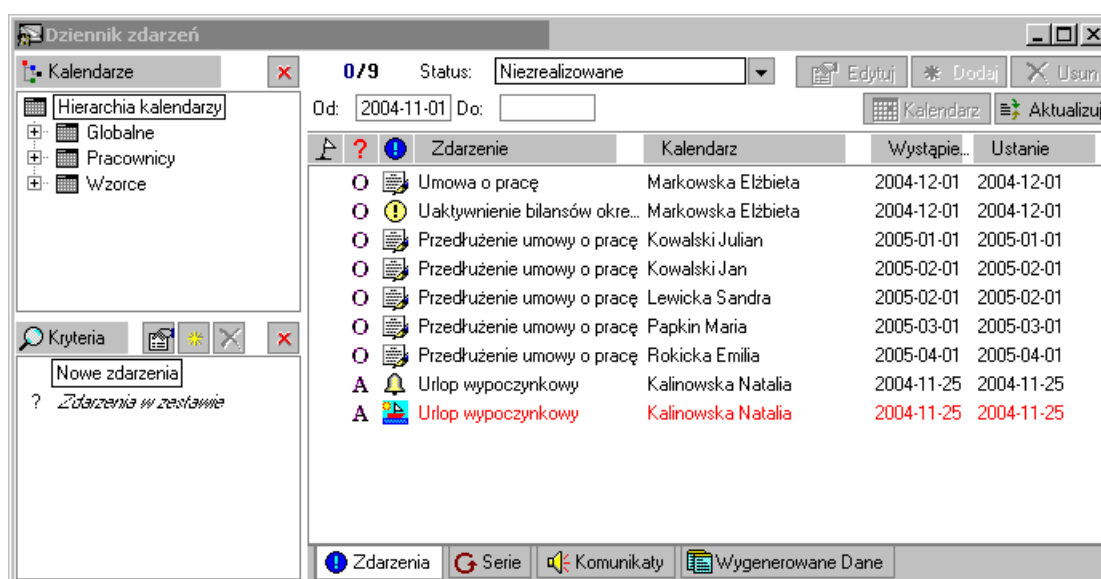 Dziennik zdarzeń
Kalendarze
Hierarchia kalendarzy
Globalne
Pracownicy
Wzorce
Kryteria
Nowe zdarzenia
? Zdarzenia w zestawie
0/9 Status: Niezrealizowane Edytuj Dodaj Usun
Od: 2004-11-01 Do: Kalendarz Aktualizuj
? ! Zdarzenie Kalendarz Wystąpie... Ustanie
O Umowa o pracę Markowska Elżbieta 2004-12-01 2004-12-01
O ! Uaktywnienie bilansów okre... Markowska Elżbieta 2004-12-01 2004-12-01
O Przedłużenie umowy o pracę Kowalski Julian 2005-01-01 2005-01-01
O Przedłużenie umowy o pracę Kowalski Jan 2005-02-01 2005-02-01
O Przedłużenie umowy o pracę Lewicka Sandra 2005-02-01 2005-02-01
O Przedłużenie umowy o pracę Papkin Maria 2005-03-01 2005-03-01
O Przedłużenie umowy o pracę Rokicka Emilia 2005-04-01 2005-04-01
A Urlop wypoczynkowy Kalinowska Natalia 2004-11-25 2004-11-25
A Urlop wypoczynkowy Kalinowska Natalia 2004-11-25 2004-11-25
! Zdarzenia Serie Komunikaty Wygenerowane Dane